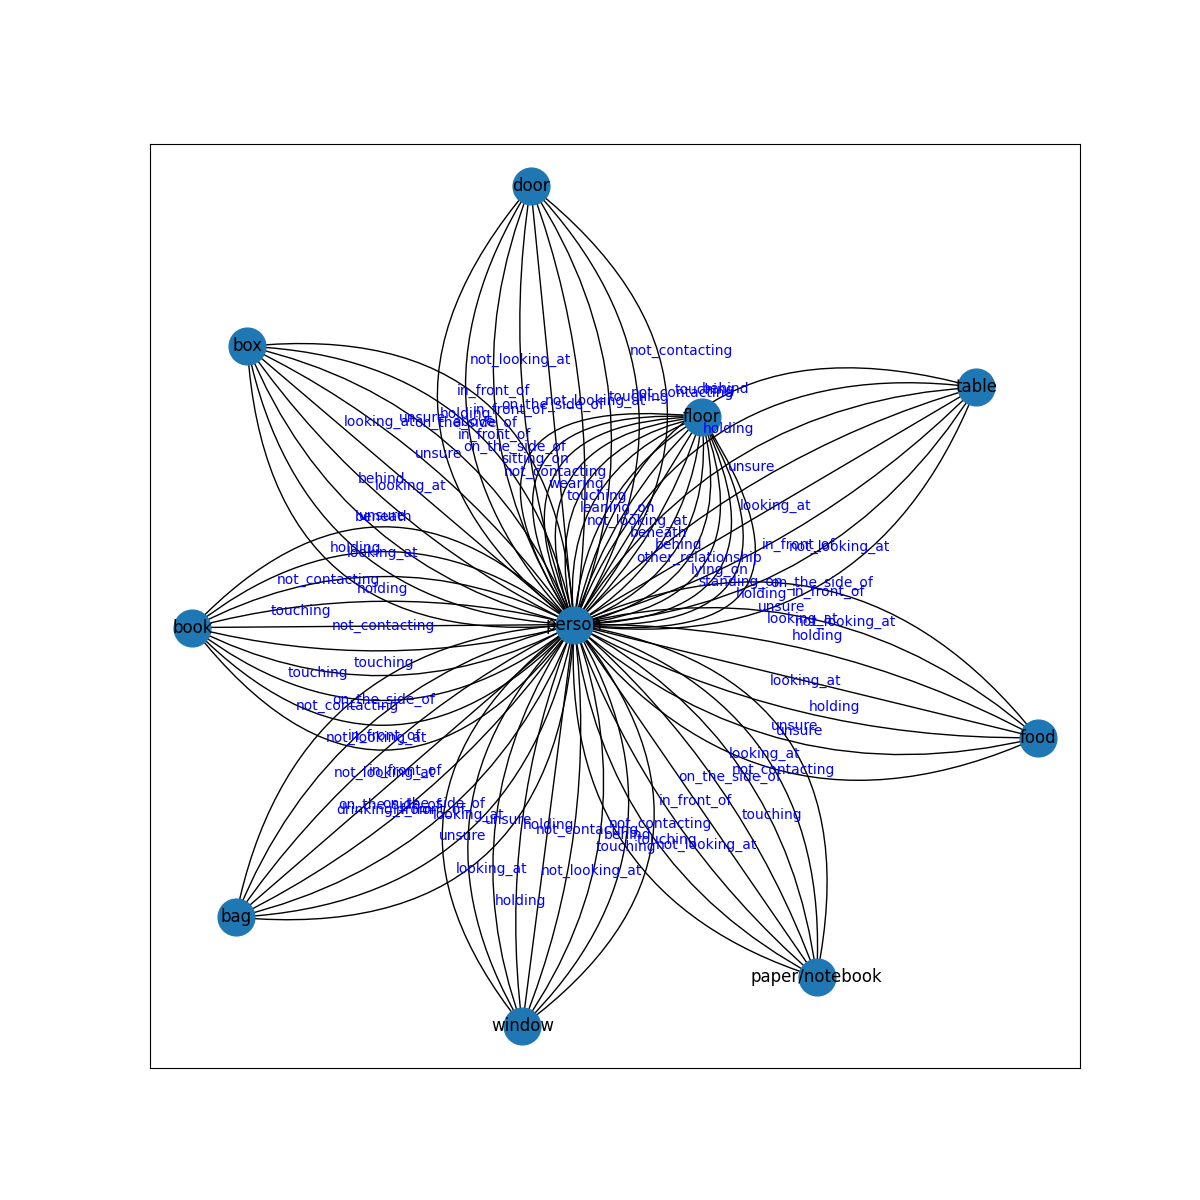 door
box
not_contacting
not_looking_at
table
behind
touching
in_front_of
not_contacting
touching
not_looking_at
on_the_side_of
in_front_of
holding
floor
unsure
looking_at
on_the_side_of
holding
in_front_of
on_the_side_of
unsure
sitting_on
unsure
not_contacting
behind
wearing
looking_at
touching
looking_at
leaning_on
unsure
beneath
not_looking_at
beneath
behind
in_front_of
not_looking_at
holding
looking_at
other_relationship
lying_on
not_contacting
standing_on
on_the_side_of
holding
holding
in_front_of
unsure
touching
looking_at
not_looking_at
book
not_contacting
person
holding
touching
touching
looking_at
on_the_side_of
not_contacting
holding
unsure
unsure
in_front_of
not_looking_at
food
looking_at
not_looking_at
in_front_of
not_contacting
on_the_side_of
in_front_of
on_the_side_of
on_the_side_of
drinking_from
looking_at
touching
unsure
holding
not_contacting
not_contacting
behind
unsure
touching
touching
not_looking_at
looking_at
not_looking_at
holding
bag
paper/notebook
window